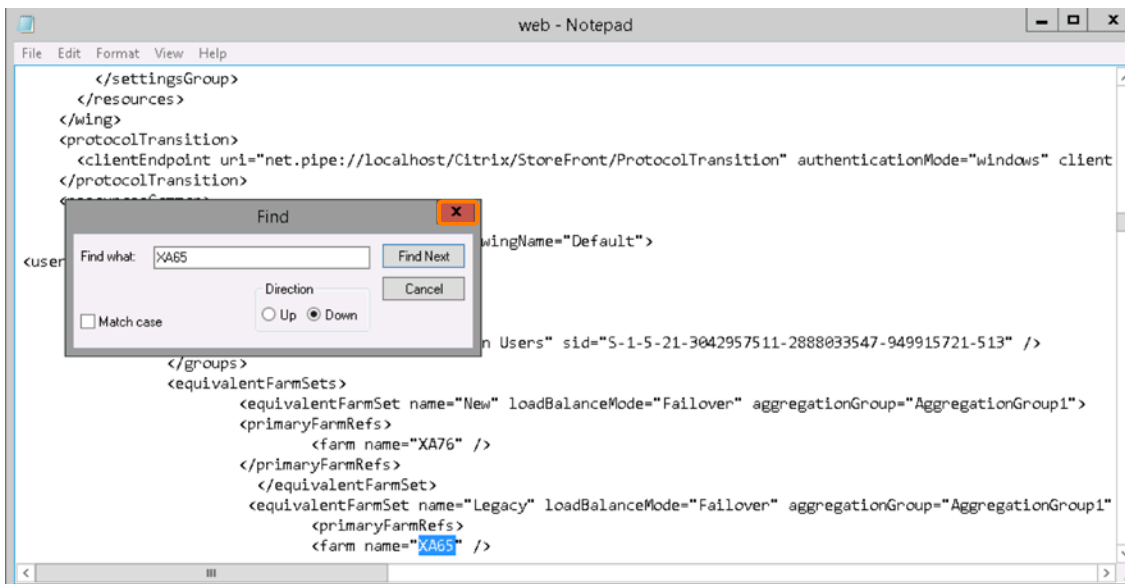 web - Notepad
File Edit Format View Help
</settingsGroup>
</resources>
</wing>
<protocolTransition>
<clientEndpoint uri="net.pipe://localhost/Citrix/StoreFront/ProtocolTransition" authenticationMode="windows" client
</protocolTransition>
Find
wingName="Default">
<user
Find what: XA65 Find Next
Direction Cancel
Match case Up Down
n Users" sid="S-1-5-21-3042957511-2888033547-949915721-513" />
</groups>
<equivalentFarmSets>
<equivalentFarmSet name="New" loadBalanceMode="Failover" aggregationGroup="AggregationGroup1">
<primaryFarmRefs>
<farm name="XA76" />
</primaryFarmRefs>
</equivalentFarmSet>
<equivalentFarmSet name="Legacy" loadBalanceMode="Failover" aggregationGroup="AggregationGroup1"
<primaryFarmRefs>
<farm name="XA65" />